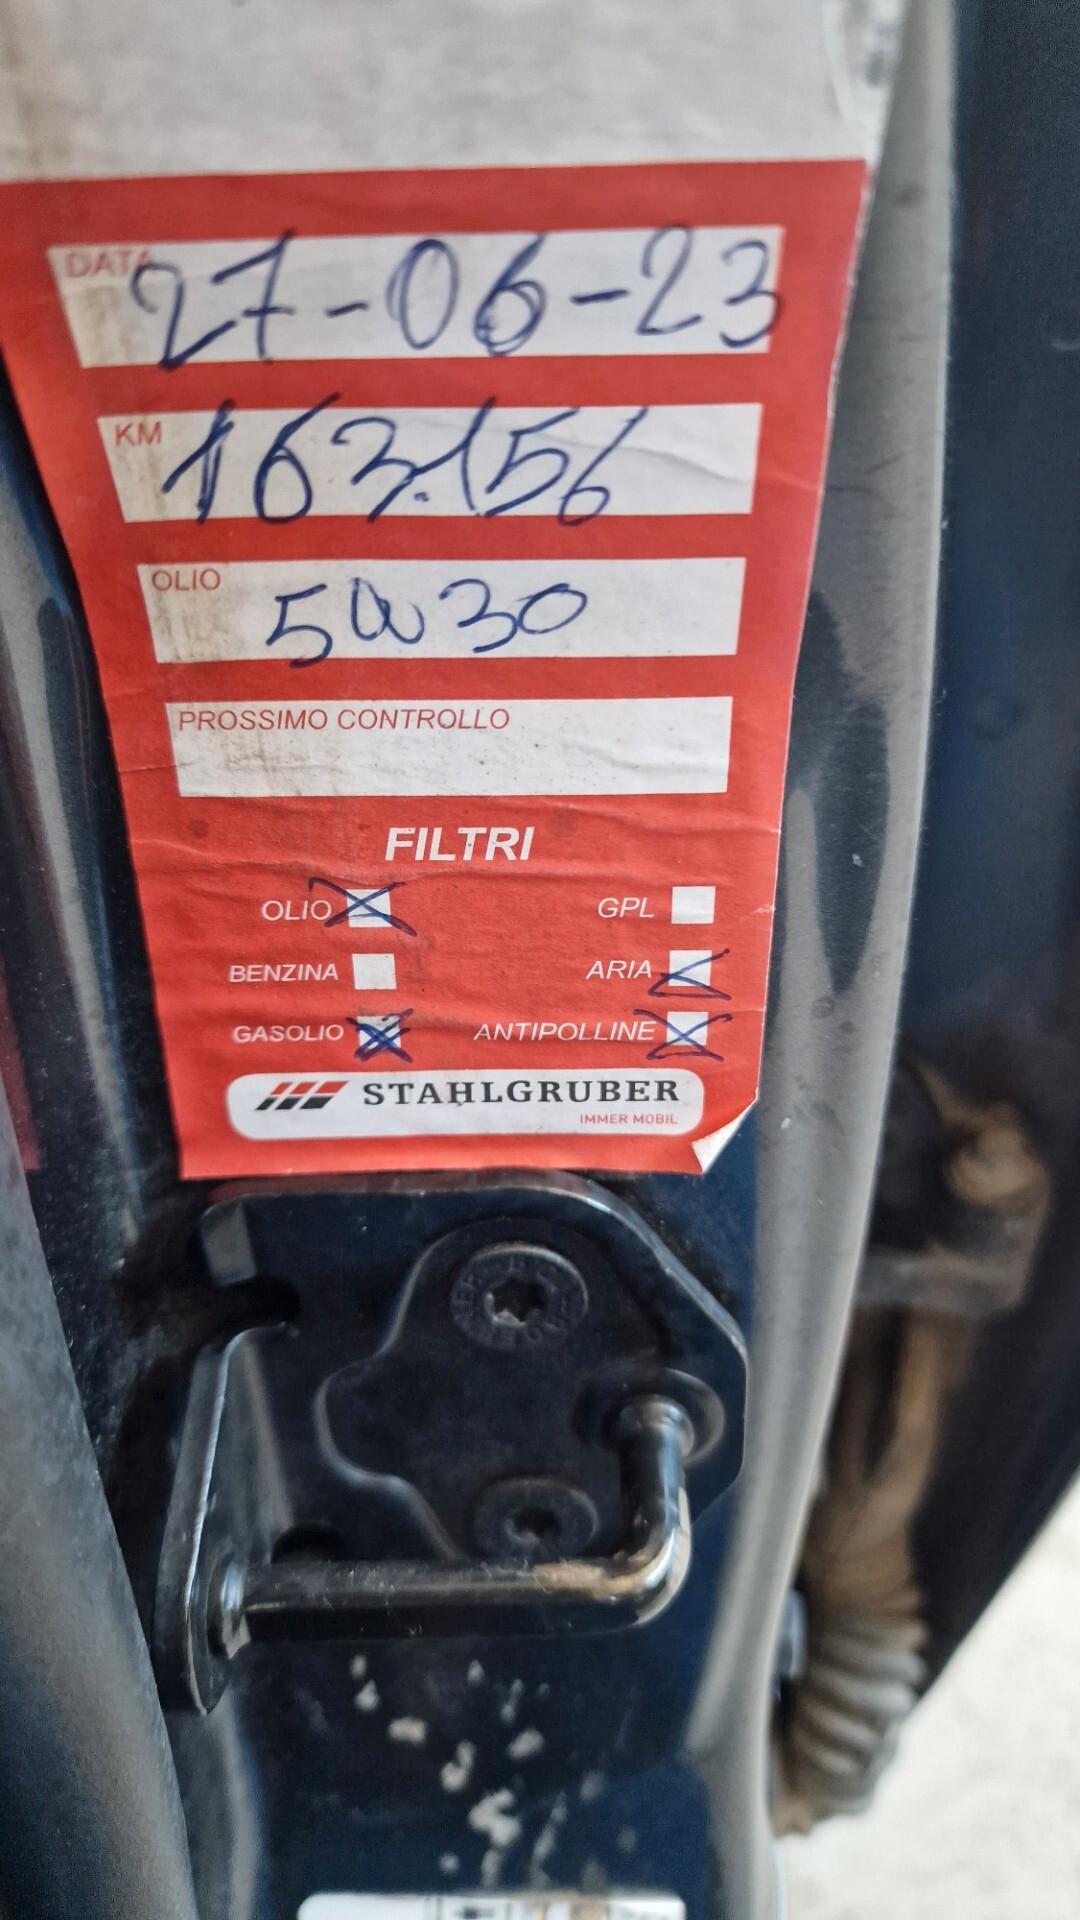 DATA 27-06-23
KM 163.156
OLIO 5W30
PROSSIMO CONTROLLO
FILTRI
OLIO GPL
BENZINA ARIA
GASOLIO ANTIPOLLINE
STAHLGRUBER
IMMER MOBIL